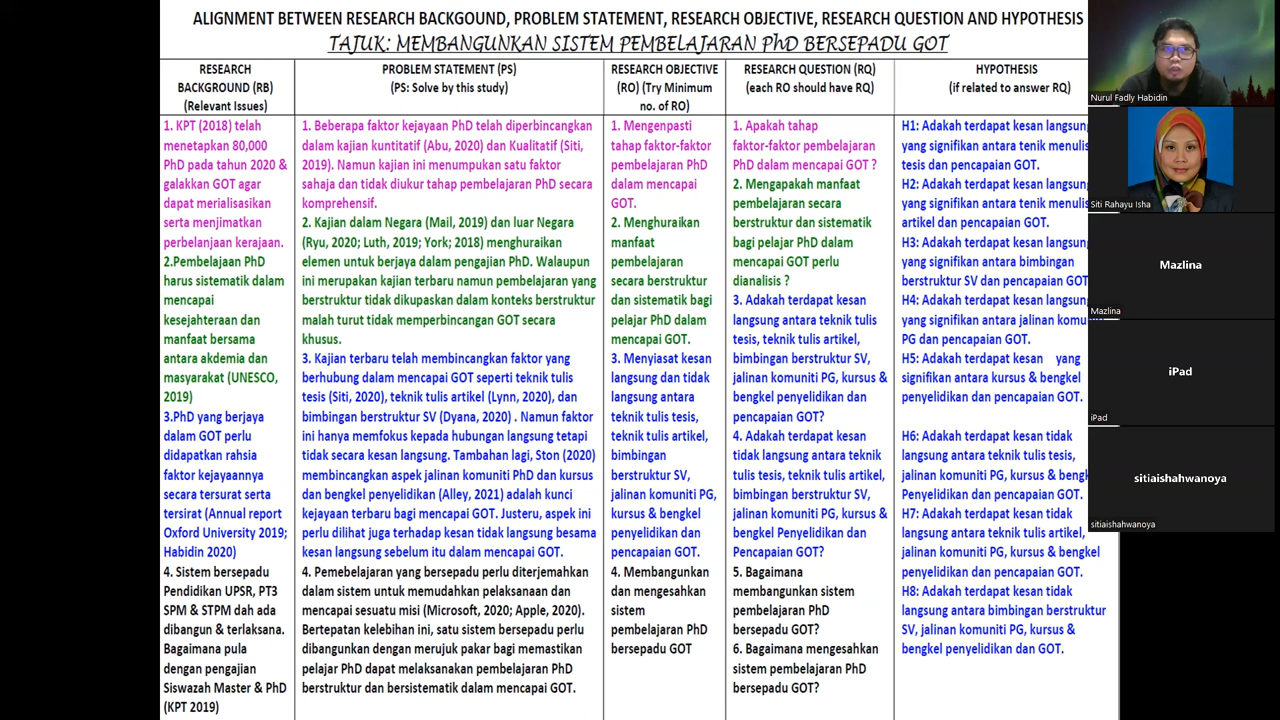 ALIGNMENT BETWEEN RESEARCH BACKGOUND, PROBLEM STATEMENT, RESEARCH OBJECTIVE, RESEARCH QUESTION AND HYPOTHESIS
TAJUK: MEMBANGUNKAN SISTEM PEMBELAJARAN PhD BERSEPADU GOT
RESEARCH
BACKGROUND (RB)
(Relevant Issues)
1. KPT (2018) telah
menetapkan 80,000
PhD pada tahun 2020 &
galakkan GOT agar
dapat merialisasikan
serta menjimatkan
perbelanjaan kerajaan.
2.Pembelajaan PhD
harus sistematik dalam
mencapai
kesejahteraan dan
manfaat bersama
antara akdemia dan
masyarakat (UNESCO,
2019)
3.PhD yang berjaya
dalam GOT perlu
didapatkan rahsia
faktor kejayaannya
secara tersurat serta
tersirat (Annual report
Oxford University 2019;
Habidin 2020)
4. Sistem bersepadu
Pendidikan UPSR, PT3
SPM & STPM dah ada
dibangun & terlaksana.
Bagaimana pula
dengan pengajian
Siswazah Master & PhD
(KPT 2019)
PROBLEM STATEMENT (PS)
(PS: Solve by this study)
1. Beberapa faktor kejayaan PhD telah diperbincangkan
dalam kajian kuntitatif (Abu, 2020) dan Kualitatif (Siti,
2019). Namun kajian ini menumpukan satu faktor
sahaja dan tidak diukur tahap pembelajaran PhD secara
komprehensif.
2. Kajian dalam Negara (Mail, 2019) dan luar Negara
(Ryu, 2020; Luth, 2019; York; 2018) menghuraikan
elemen untuk berjaya dalam pengajian PhD. Walaupun
ini merupakan kajian terbaru namun pembelajaran yang
berstruktur tidak dikupaskan dalam konteks berstruktur
malah turut tidak memperbincangan GOT secara
khusus.
3. Kajian terbaru telah membincangkan faktor yang
berhubung dalam mencapai GOT seperti teknik tulis
tesis (Siti, 2020), teknik tulis artikel (Lynn, 2020), dan
bimbingan berstruktur SV (Dyana, 2020) . Namun faktor
ini hanya memfokus kepada hubungan langsung tetapi
tidak secara kesan langsung. Tambahan lagi, Ston (2020)
membincangkan aspek jalinan komuniti PhD dan kursus
dan bengkel penyelidikan (Alley, 2021) adalah kunci
kejayaan terbaru bagi mencapai GOT. Justeru, aspek ini
perlu dilihat juga terhadap kesan tidak langsung besama
kesan langsung sebelum itu dalam mencapai GOT.
4. Pemebelajaran yang bersepadu perlu diterjemahkan
dalam sistem untuk memudahkan pelaksanaan dan
mencapai sesuatu misi (Microsoft, 2020; Apple, 2020).
Bertepatan kelebihan ini, satu sistem bersepadu perlu
dibangunkan dengan merujuk pakar bagi memastikan
pelajar PhD dapat melaksanakan pembelajaran PhD
berstruktur dan bersistematik dalam mencapai GOT.
RESEARCH OBJECTIVE
(RO) (Try Minimum
no. of RO)
1. Mengenpasti
tahap faktor-faktor
pembelajaran PhD
dalam mencapai
GOT.
2. Menghuraikan
manfaat
pembelajaran
secara berstruktur
dan sistematik bagi
pelajar PhD dalam
mencapai GOT.
3. Menyiasat kesan
langsung dan tidak
langsung antara
teknik tulis tesis,
teknik tulis artikel,
bimbingan
berstruktur SV,
jalinan komuniti PG,
kursus & bengkel
penyelidikan dan
pencapaian GOT.
4. Membangunkan
dan mengesahkan
sistem
pembelajaran PhD
bersepadu GOT
RESEARCH QUESTION (RQ)
(each RO should have RQ)
1. Apakah tahap
faktor-faktor pembelajaran
PhD dalam mencapai GOT ?
2. Mengapakah manfaat
pembelajaran secara
berstruktur dan sistematik
bagi pelajar PhD dalam
mencapai GOT perlu
dianalisis ?
3. Adakah terdapat kesan
langsung antara teknik tulis
tesis, teknik tulis artikel,
bimbingan berstruktur SV,
jalinan komuniti PG, kursus &
bengkel penyelidikan dan
pencapaian GOT?
4. Adakah terdapat kesan
tidak langsung antara teknik
tulis tesis, teknik tulis artikel,
bimbingan berstruktur SV,
jalinan komuniti PG, kursus &
bengkel Penyelidikan dan
Pencapaian GOT?
5. Bagaimana
membangunkan sistem
pembelajaran PhD
bersepadu GOT?
6. Bagaimana mengesahkan
sistem pembelajaran PhD
bersepadu GOT?
HYPOTHESIS
(if related to answer RQ)
H1: Adakah terdapat kesan langsung
yang signifikan antara tenik menulis
tesis dan pencapaian GOT.
H2: Adakah terdapat kesan langsung
yang signifikan antara tenik menulis
artikel dan pencapaian GOT.
H3: Adakah terdapat kesan langsung
yang signifikan antara bimbingan
berstruktur SV dan pencapaian GOT
H4: Adakah terdapat kesan langsung
yang signifikan antara jalinan
PG dan pencapaian GOT.
H5: Adakah terdapat kesan yang
signifikan antara kursus & bengkel
penyelidikan dan pencapaian GOT.
H6: Adakah terdapat kesan tidak
langsung antara teknik tulis tesis,
jalinan komuniti PG, kursus &
Penyelidikan dan pencapaian GOT.
H7: Adakah terdapat kesan tidak
langsung antara teknik tulis artikel,
jalinan komuniti PG, kursus & bengkel
penyelidikan dan pencapaian GOT.
H8: Adakah terdapat kesan tidak
langsung antara bimbingan berstruktur
SV, jalinan komuniti PG, kursus &
bengkel penyelidikan dan GOT.
Nurul Fadly Habidin
Siti Rahayu Isha
Mazlina
Mazlina
iPad
iPad
sitiaishahwanoya
sitiaishahwanoya